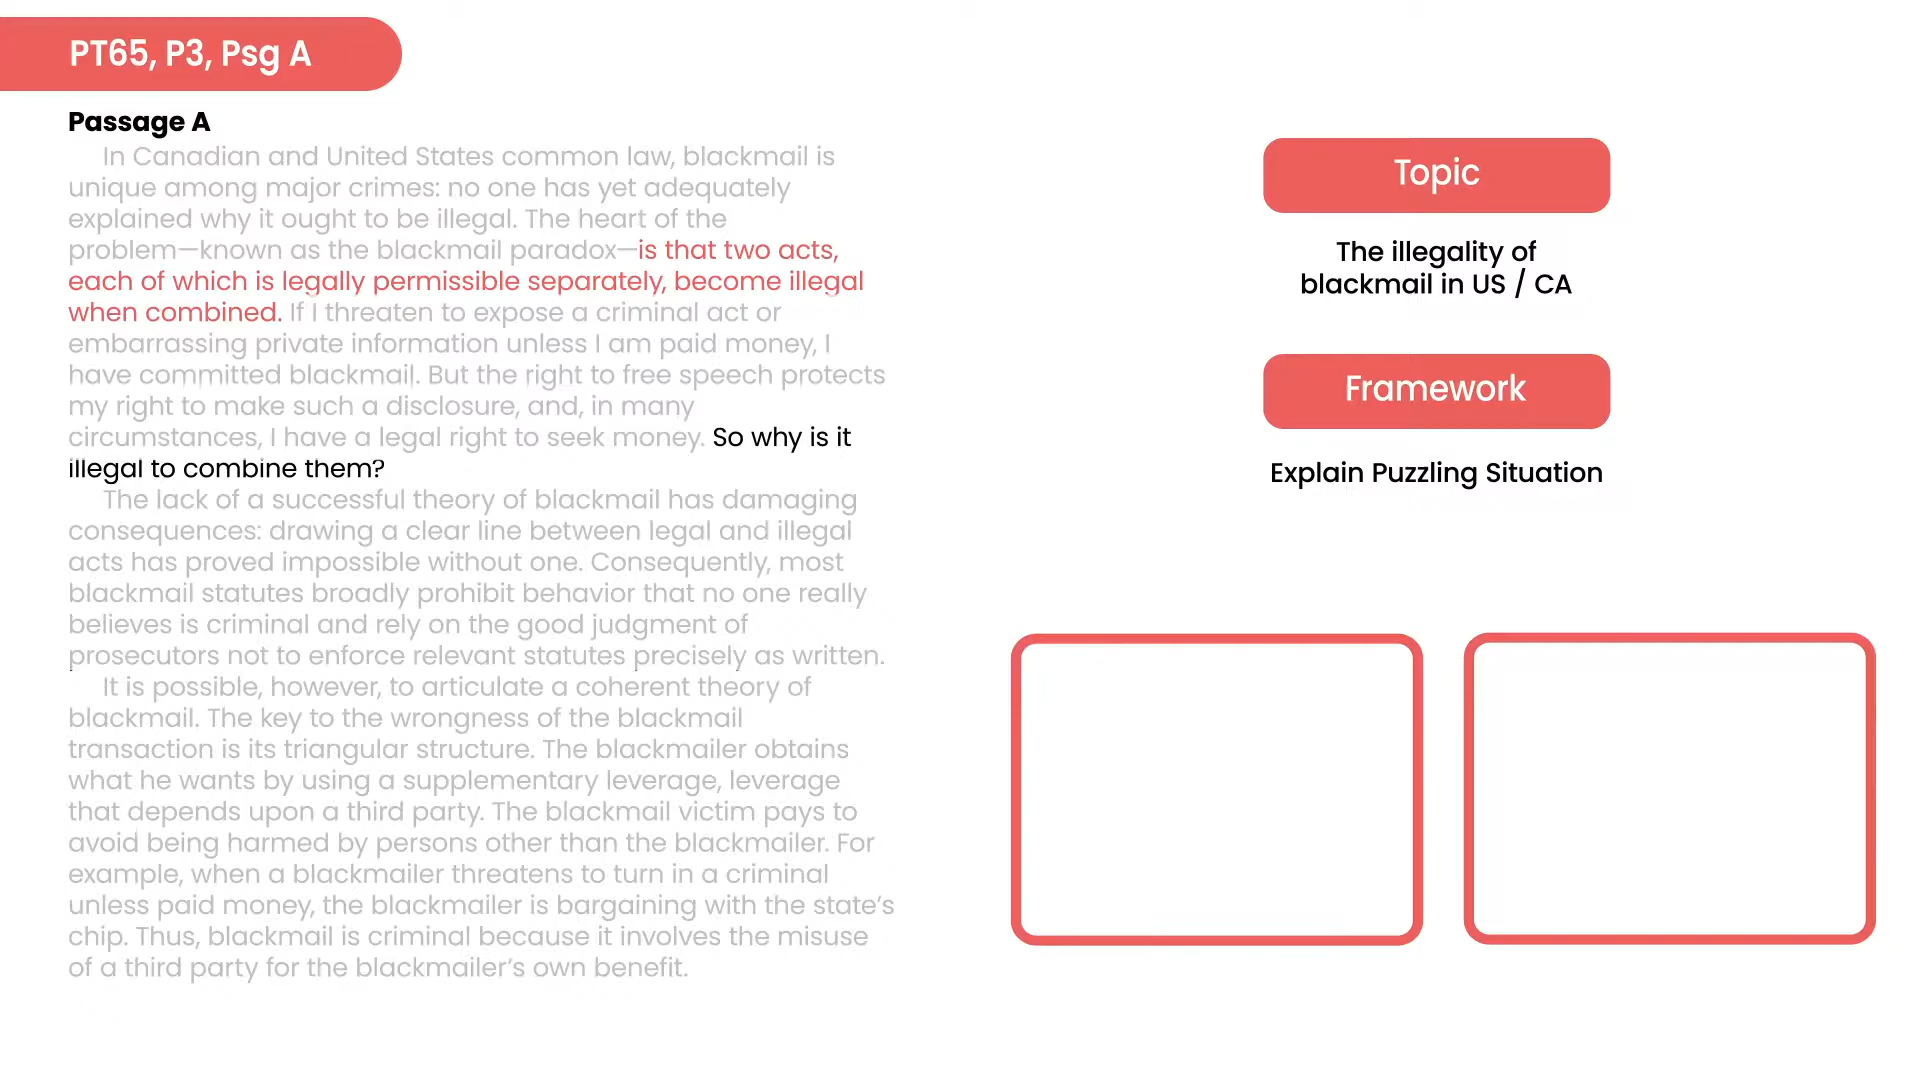 PT65, P3, Psg A
Passage A
In Canadian and United States common law, blackmail is
unique among major crimes: no one has yet adequately
explained why it ought to be illegal. The heart of the
problem—known as the blackmail paradox—is that two acts,
each of which is legally permissible separately, become illegal
when combined. If I threaten to expose a criminal act or
embarrassing private information unless I am paid money, I
have committed blackmail. But the right to free speech protects
my right to make such a disclosure, and, in many
circumstances, I have a legal right to seek money. So why is it
illegal to combine them?
The lack of a successful theory of blackmail has damaging
consequences: drawing a clear line between legal and illegal
acts has proved impossible without one. Consequently, most
blackmail statutes broadly prohibit behavior that no one really
believes is criminal and rely on the good judgment of
prosecutors not to enforce relevant statutes precisely as written.
It is possible, however, to articulate a coherent theory of
blackmail. The key to the wrongness of the blackmail
transaction is its triangular structure. The blackmailer obtains
what he wants by using a supplementary leverage, leverage
that depends upon a third party. The blackmail victim pays to
avoid being harmed by persons other than the blackmailer. For
example, when a blackmailer threatens to turn in a criminal
unless paid money, the blackmailer is bargaining with the state’s
chip. Thus, blackmail is criminal because it involves the misuse
of a third party for the blackmailer’s own benefit.
Topic
The illegality of
blackmail in US / CA
Framework
Explain Puzzling Situation